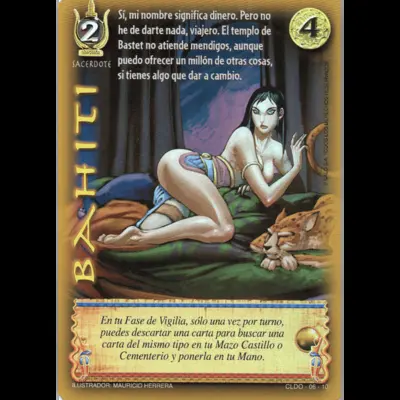 Sí, mi nombre significa dinero. Pero no
he de darte nada, viajero. El templo de
Bastet no atiende mendigos, aunque
puedo ofrecer un millón de otras cosas,
si tienes algo que dar a cambio.
2
4
SACERDOTE
BAHITI
En tu Fase de Vigilia, sólo una vez por turno,
puedes descartar una carta para buscar una
carta del mismo tipo en tu Mazo Castillo o
Cementerio y ponerla en tu Mano.
ILUSTRADOR: MAURICIO HERRERA
CLDO - 06 - 10